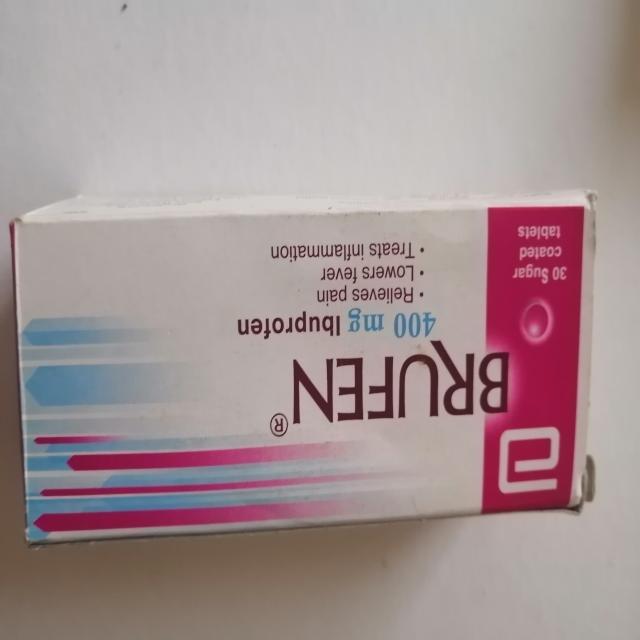 BRUFEN®
400 mg Ibuprofen
• Relieves pain
• Lowers fever
• Treats inflammation
30 Sugar
coated
tablets